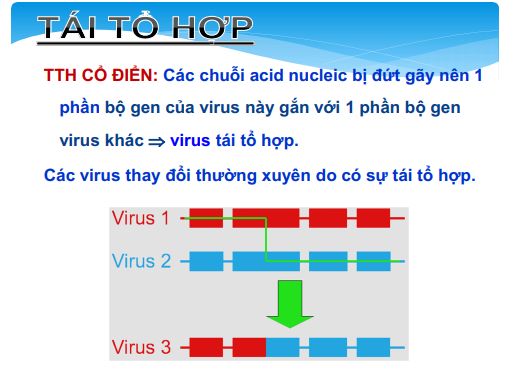 TÁI TỔ HỢP
TTH CỔ ĐIỂN: Các chuỗi acid nucleic bị đứt gãy nên 1
phần bộ gen của virus này gắn với 1 phần bộ gen
virus khác ⇒ virus tái tổ hợp.
Các virus thay đổi thường xuyên do có sự tái tổ hợp.
Virus 1
Virus 2
Virus 3